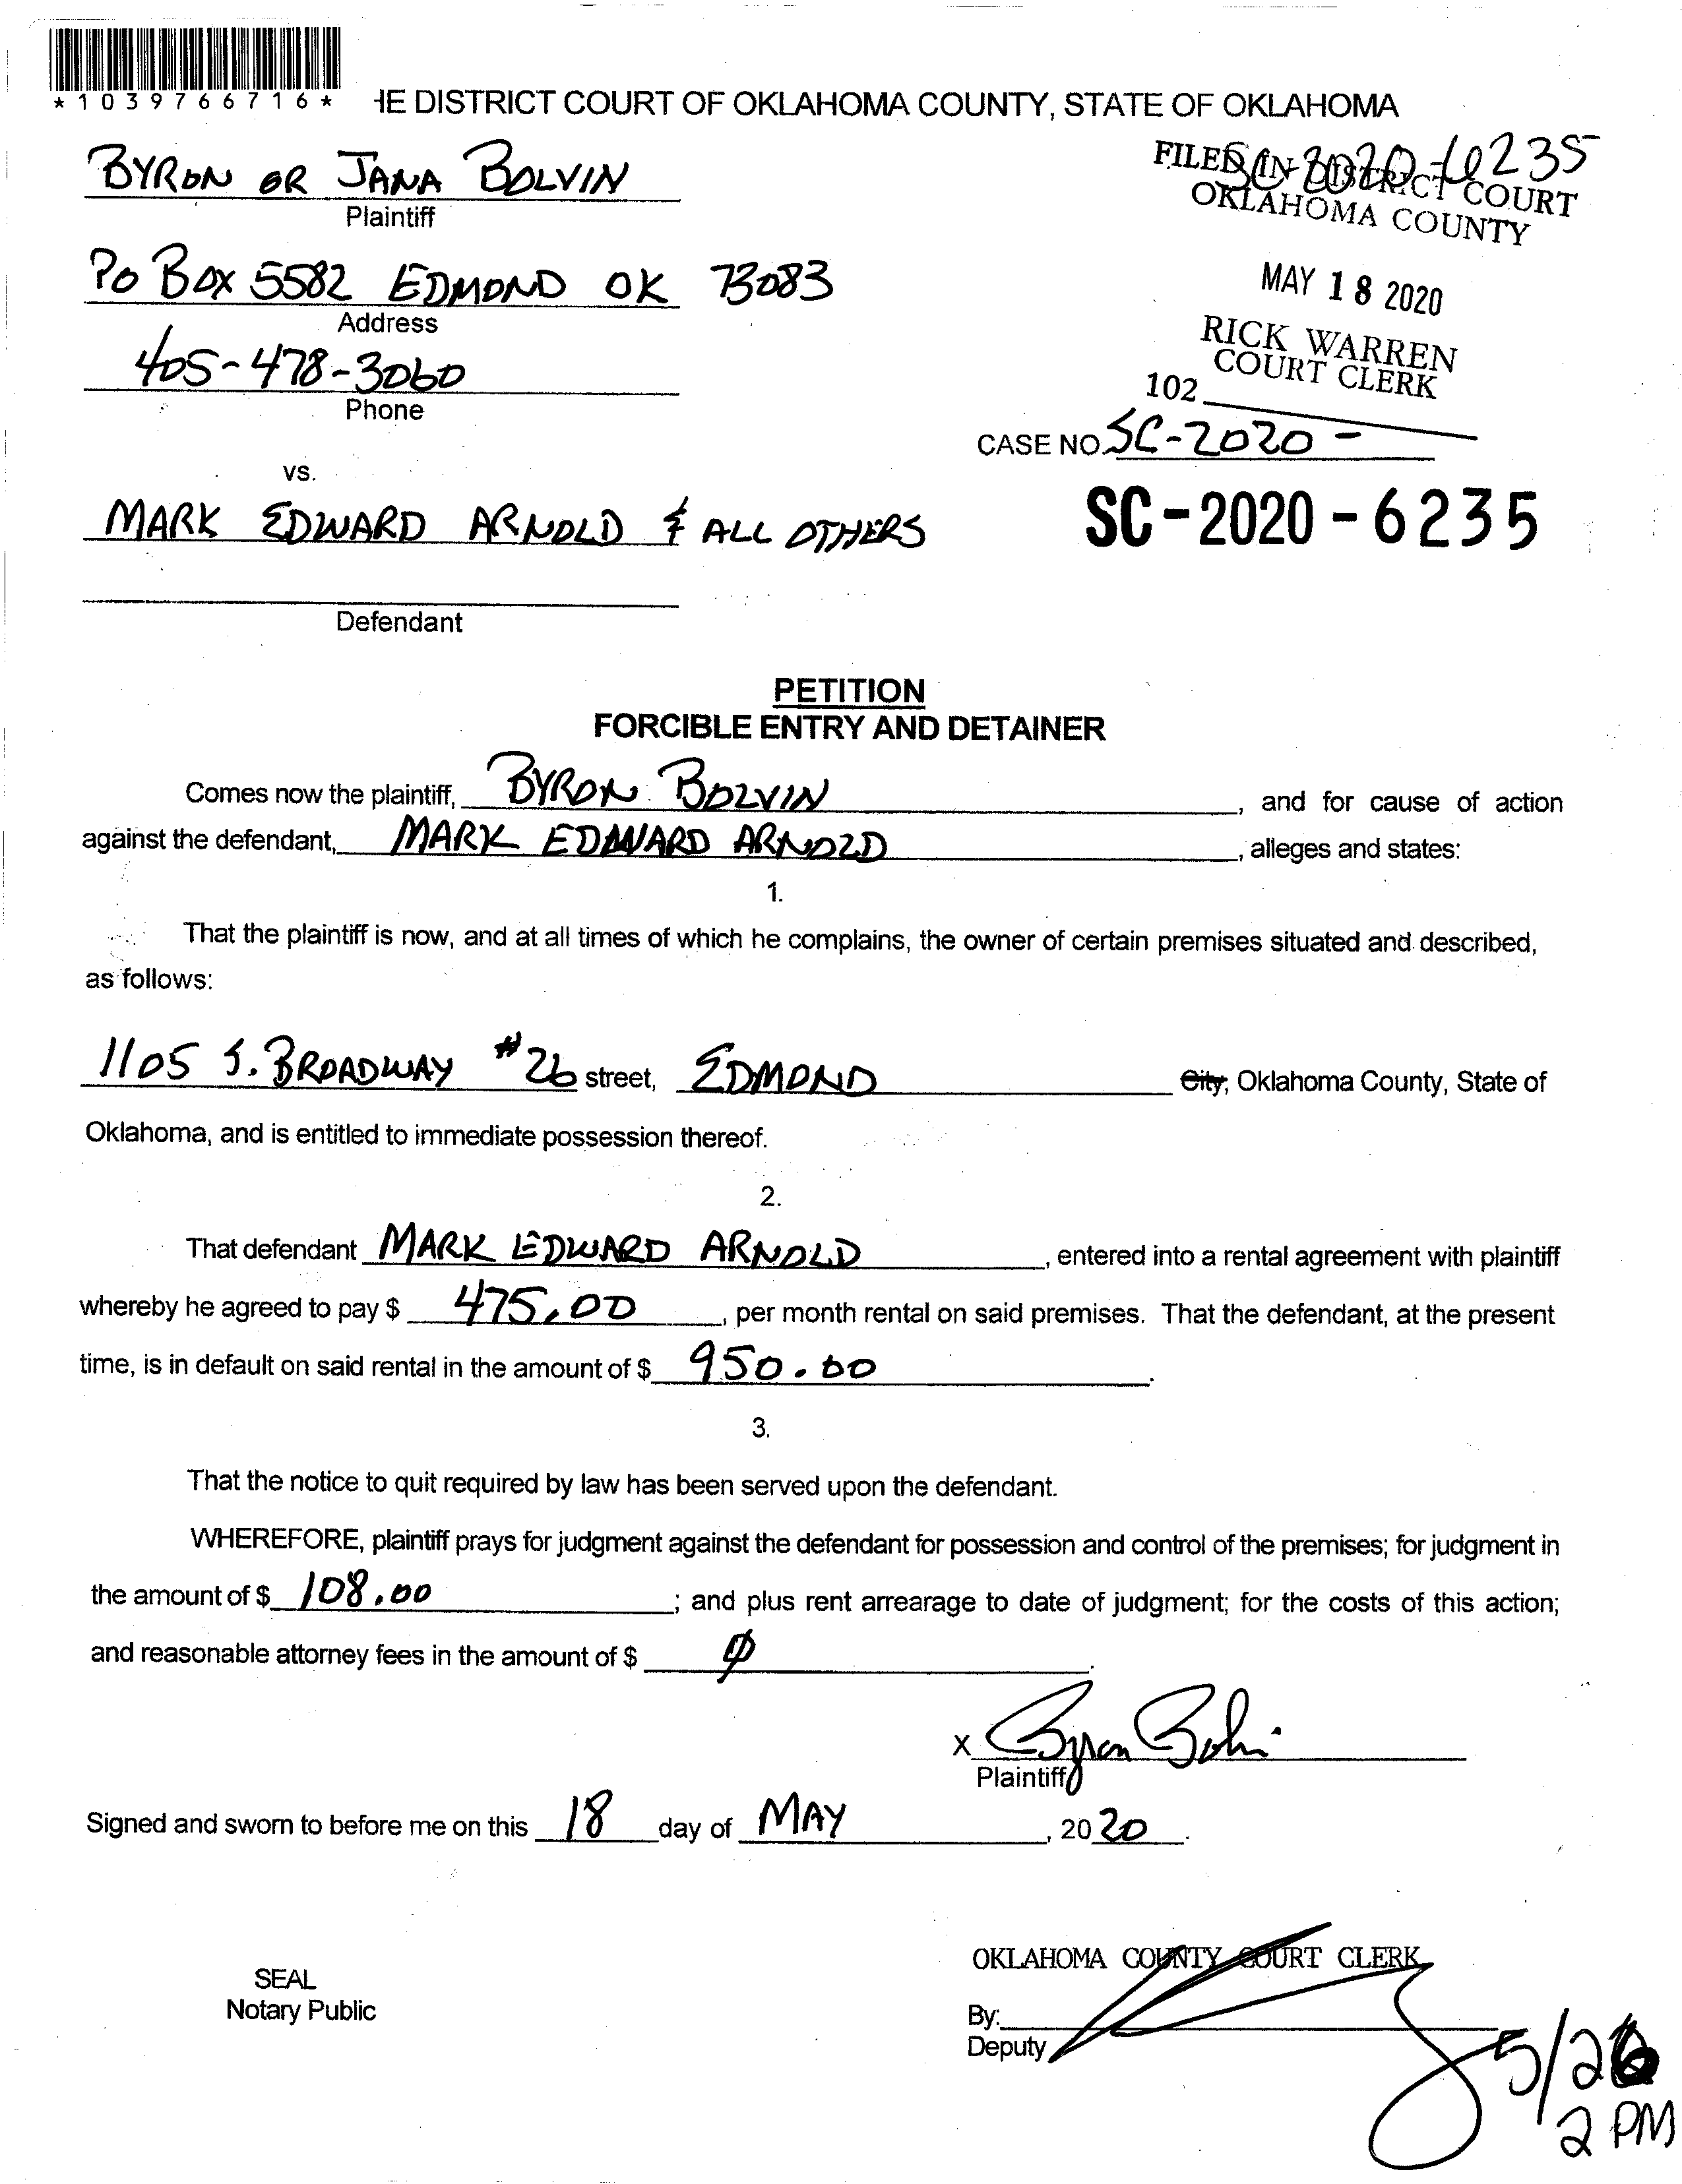 *1039766716*
HE DISTRICT COURT OF OKLAHOMA COUNTY, STATE OF OKLAHOMA
BYRON OR JANA BOLVIN
Plaintiff
SC-2020-6235
FILED IN DISTRICT COURT
OKLAHOMA COUNTY
PO BOX 5582 EDMOND OK 73083
Address
MAY 18 2020
405-478-3060
Phone
RICK WARREN
COURT CLERK
102
CASE NO. SC-2020-
vs.
MARK EDWARD ARNOLD & ALL OTHERS
SC-2020-6235
Defendant
PETITION
FORCIBLE ENTRY AND DETAINER
Comes now the plaintiff, BYRON BOLVIN, and for cause of action
against the defendant, MARK EDWARD ARNOLD, alleges and states:
1.
That the plaintiff is now, and at all times of which he complains, the owner of certain premises situated and described,
as follows:
1105 S. BROADWAY #26 street, EDMOND City, Oklahoma County, State of
Oklahoma, and is entitled to immediate possession thereof.
2.
That defendant MARK EDWARD ARNOLD, entered into a rental agreement with plaintiff
whereby he agreed to pay $ 475.00, per month rental on said premises. That the defendant, at the present
time, is in default on said rental in the amount of $ 950.00.
3.
That the notice to quit required by law has been served upon the defendant.
WHEREFORE, plaintiff prays for judgment against the defendant for possession and control of the premises; for judgment in
the amount of $ 108.00; and plus rent arrearage to date of judgment; for the costs of this action;
and reasonable attorney fees in the amount of $ Ø.
X Byron Bolvin
Plaintiff
Signed and sworn to before me on this 18 day of MAY, 2020.
SEAL
Notary Public
OKLAHOMA COUNTY COURT CLERK
By:
Deputy
5/26
2 PM